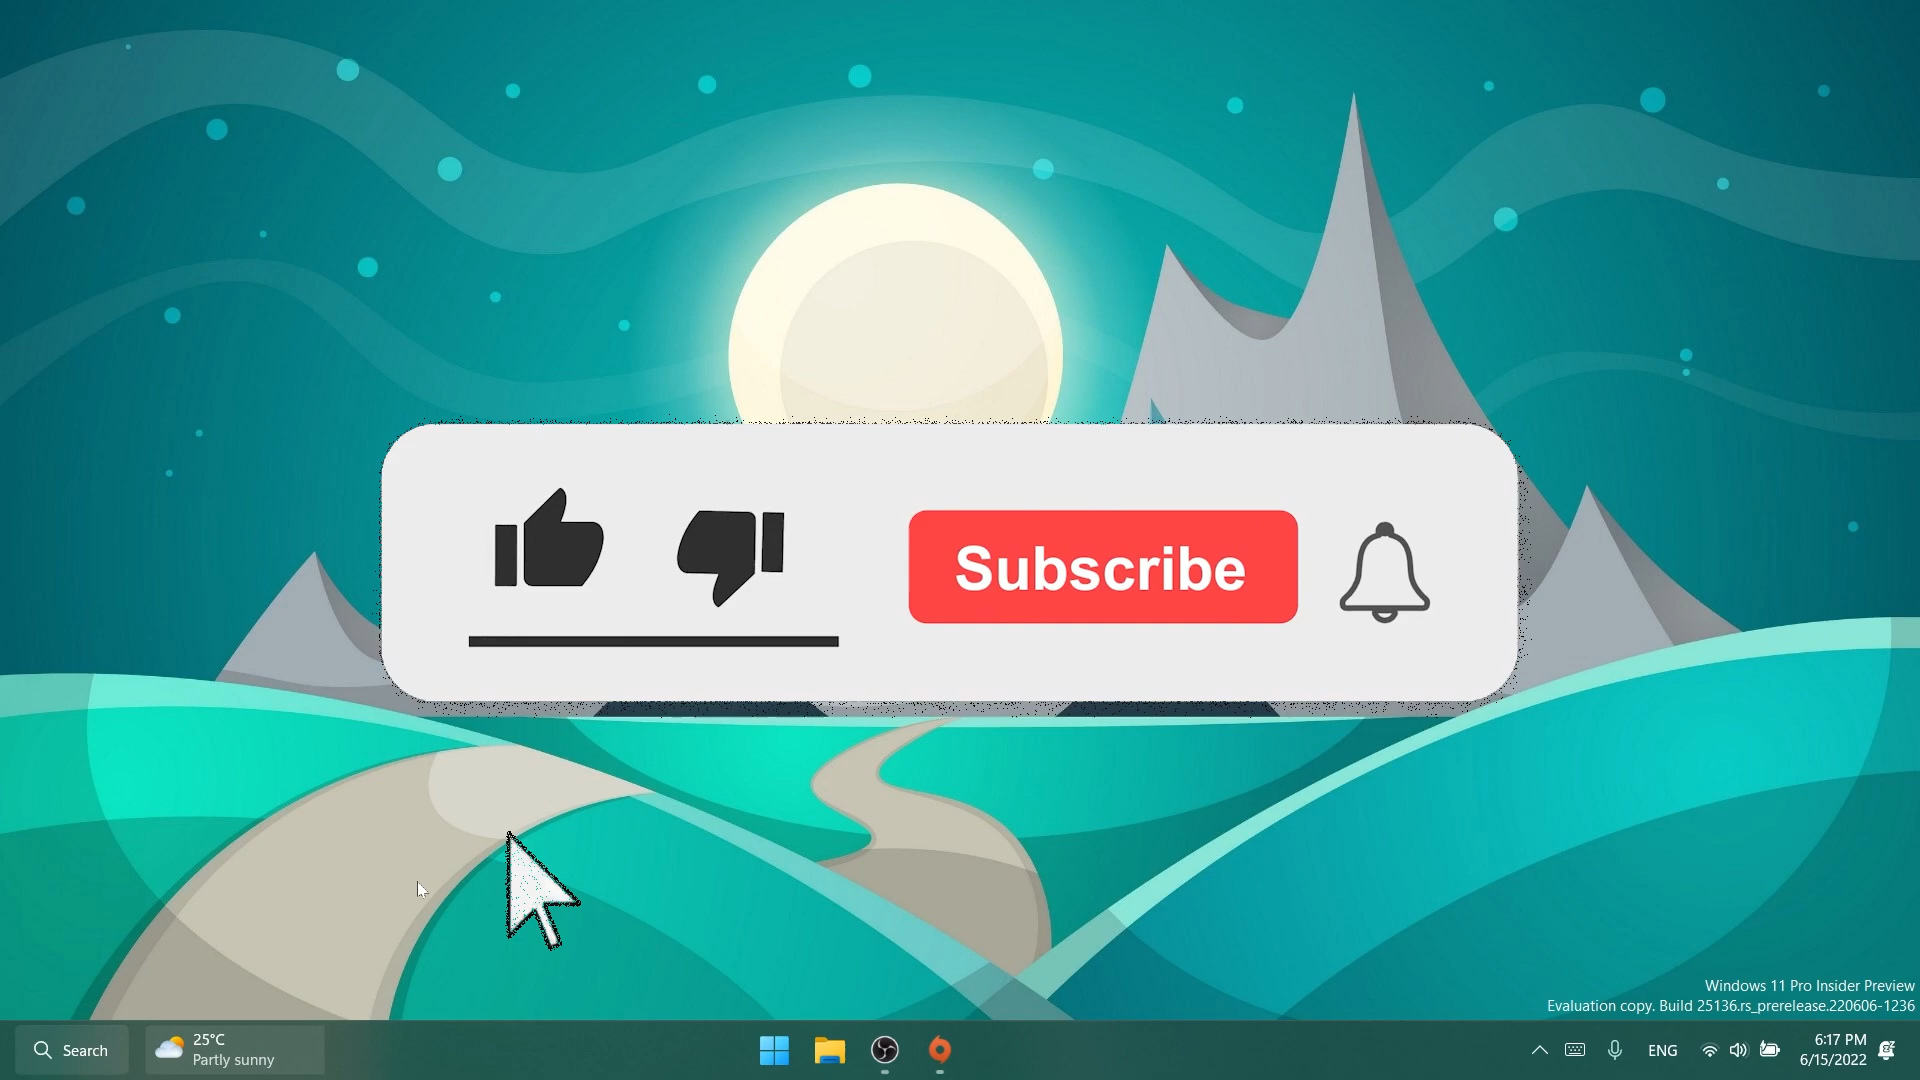 Subscribe
Windows 11 Pro Insider Preview
Evaluation copy. Build 25136.rs_prerelease.220606-1236
Search
25°C
Partly sunny
ENG
6:17 PM
6/15/2022